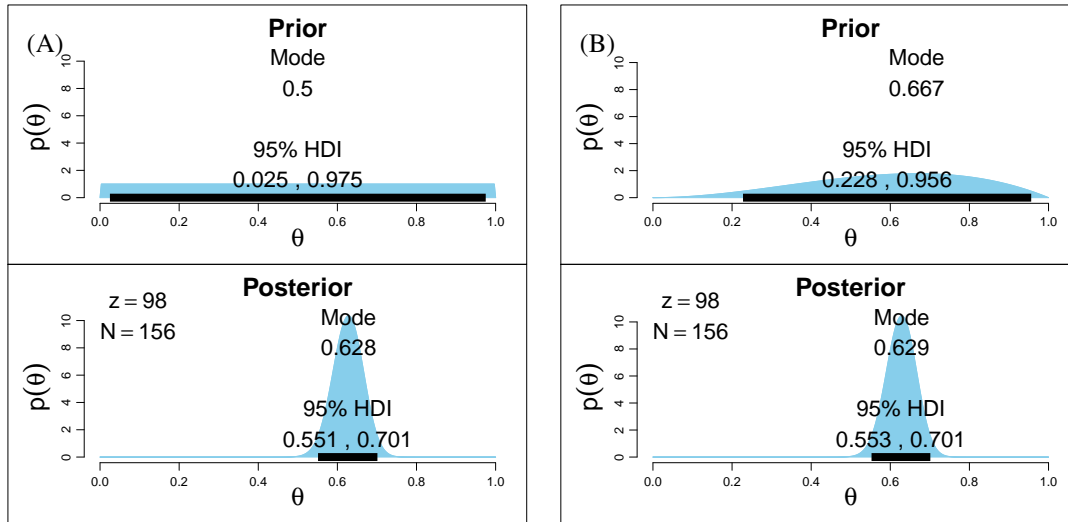 (A)
Prior
Mode
0.5
95% HDI
0.025 , 0.975
p(θ)
0 2 4 6 8 10
0.0 0.2 0.4 0.6 0.8 1.0
θ
(B)
Prior
Mode
0.667
95% HDI
0.228 , 0.956
p(θ)
0 2 4 6 8 10
0.0 0.2 0.4 0.6 0.8 1.0
θ
Posterior
z = 98
N = 156
Mode
0.628
95% HDI
0.551 , 0.701
p(θ)
0 2 4 6 8 10
0.0 0.2 0.4 0.6 0.8 1.0
θ
Posterior
z = 98
N = 156
Mode
0.629
95% HDI
0.553 , 0.701
p(θ)
0 2 4 6 8 10
0.0 0.2 0.4 0.6 0.8 1.0
θ